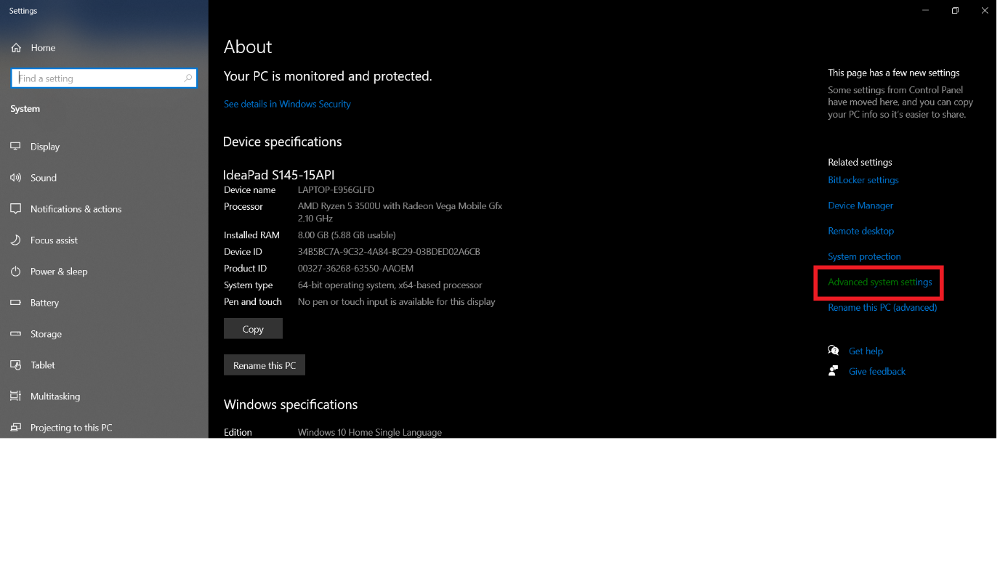 Settings
Home
Find a setting
System
Display
Sound
Notifications & actions
Focus assist
Power & sleep
Battery
Storage
Tablet
Multitasking
Projecting to this PC
About
Your PC is monitored and protected.
See details in Windows Security
Device specifications
IdeaPad S145-15API
Device name LAPTOP-E956GLFD
Processor AMD Ryzen 5 3500U with Radeon Vega Mobile Gfx
2.10 GHz
Installed RAM 8.00 GB (5.88 GB usable)
Device ID 34B5BC7A-9C32-4A84-BC29-03BDED02A6CB
Product ID 00327-36268-63550-AAOEM
System type 64-bit operating system, x64-based processor
Pen and touch No pen or touch input is available for this display
Copy
Rename this PC
Windows specifications
Edition Windows 10 Home Single Language
This page has a few new settings
Some settings from Control Panel
have moved here, and you can copy
your PC info so it's easier to share.
Related settings
BitLocker settings
Device Manager
Remote desktop
System protection
Advanced system settings
Rename this PC (advanced)
Get help
Give feedback